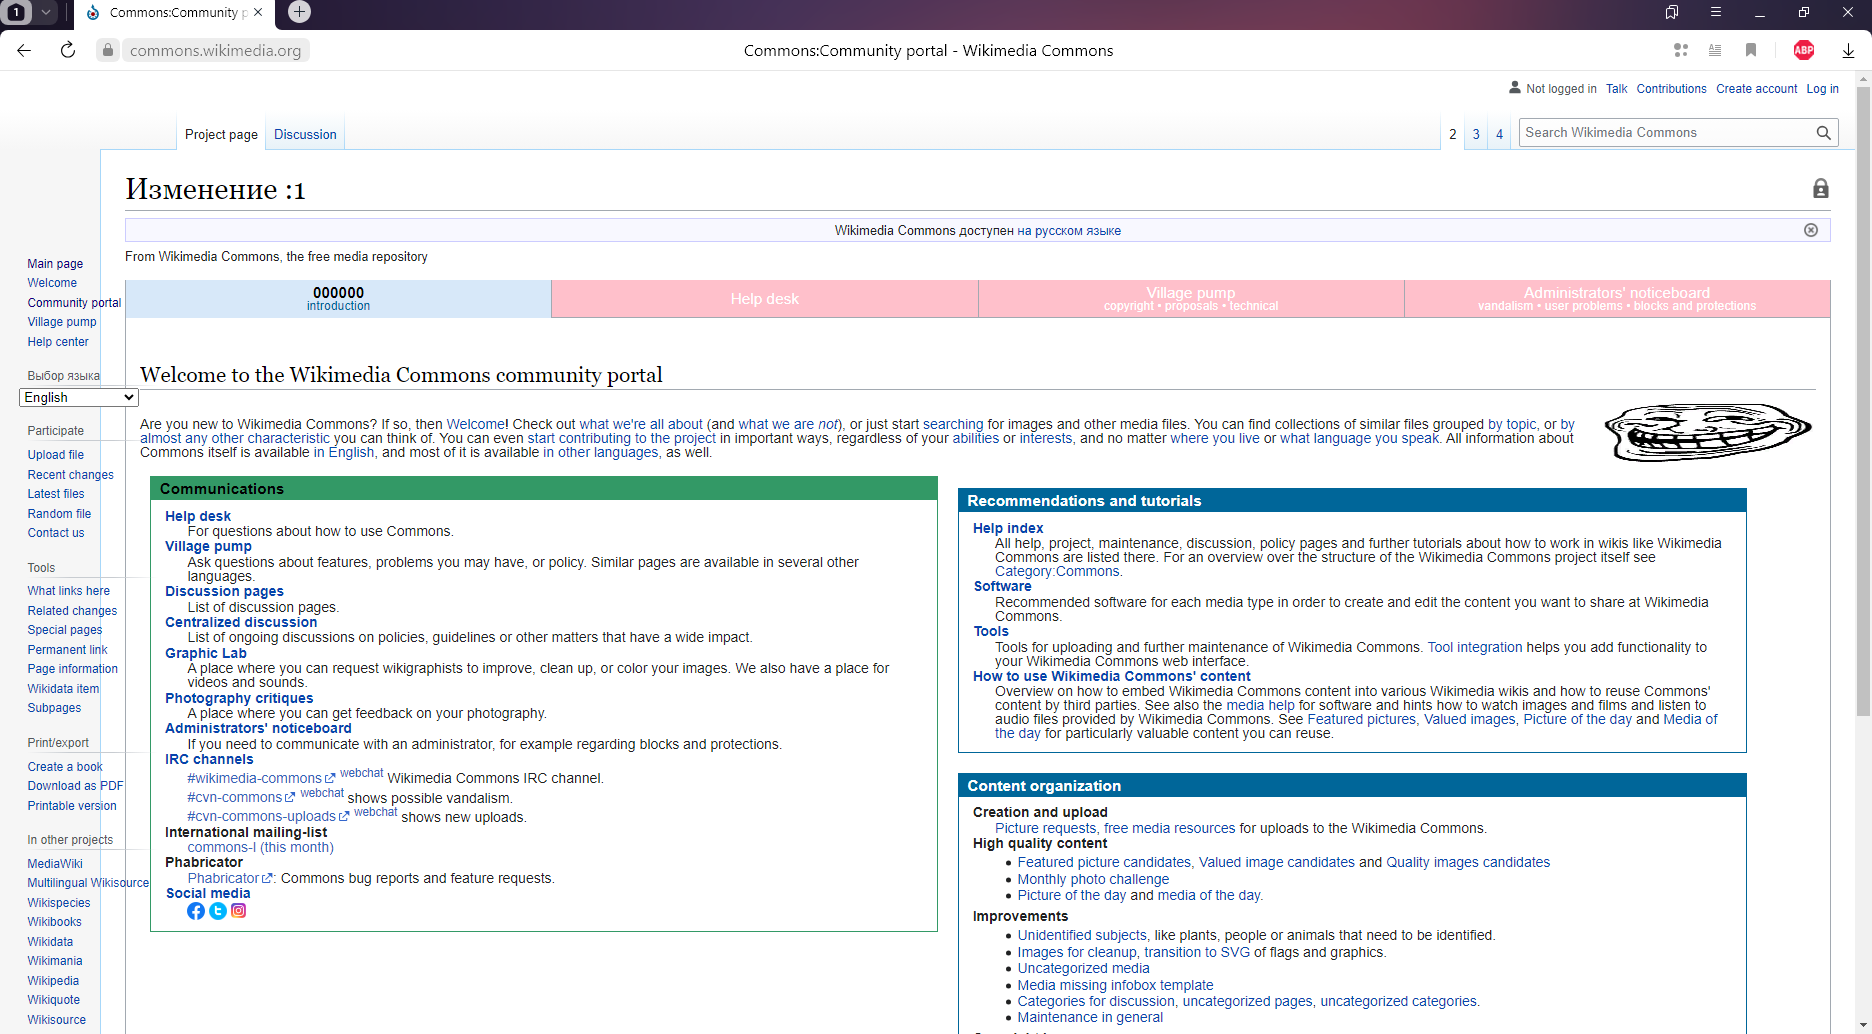 1
Commons:Community p
commons.wikimedia.org
Commons:Community portal - Wikimedia Commons
ABP
Not logged in Talk Contributions Create account Log in
Project page Discussion
2 3 4
Search Wikimedia Commons
Изменение :1
Wikimedia Commons доступен на русском языке
From Wikimedia Commons, the free media repository
000000
introduction
Help desk
Village pump
copyright • proposals • technical
Administrators' noticeboard
vandalism • user problems • blocks and protections
Main page
Welcome
Community portal
Village pump
Help center
Выбор языка
English
Participate
Upload file
Recent changes
Latest files
Random file
Contact us
Tools
What links here
Related changes
Special pages
Permanent link
Page information
Wikidata item
Subpages
Print/export
Create a book
Download as PDF
Printable version
In other projects
MediaWiki
Multilingual Wikisource
Wikispecies
Wikibooks
Wikidata
Wikimania
Wikipedia
Wikiquote
Wikisource
Welcome to the Wikimedia Commons community portal
Are you new to Wikimedia Commons? If so, then Welcome! Check out what we're all about (and what we are not), or just start searching for images and other media files. You can find collections of similar files grouped by topic, or by
almost any other characteristic you can think of. You can even start contributing to the project in important ways, regardless of your abilities or interests, and no matter where you live or what language you speak. All information about
Commons itself is available in English, and most of it is available in other languages, as well.
Communications
Help desk
For questions about how to use Commons.
Village pump
Ask questions about features, problems you may have, or policy. Similar pages are available in several other
languages.
Discussion pages
List of discussion pages.
Centralized discussion
List of ongoing discussions on policies, guidelines or other matters that have a wide impact.
Graphic Lab
A place where you can request wikigraphists to improve, clean up, or color your images. We also have a place for
videos and sounds.
Photography critiques
A place where you can get feedback on your photography.
Administrators' noticeboard
If you need to communicate with an administrator, for example regarding blocks and protections.
IRC channels
#wikimedia-commons webchat Wikimedia Commons IRC channel.
#cvn-commons webchat shows possible vandalism.
#cvn-commons-uploads webchat shows new uploads.
International mailing-list
commons-l (this month)
Phabricator
Phabricator: Commons bug reports and feature requests.
Social media
Recommendations and tutorials
Help index
All help, project, maintenance, discussion, policy pages and further tutorials about how to work in wikis like Wikimedia
Commons are listed there. For an overview over the structure of the Wikimedia Commons project itself see
Category:Commons.
Software
Recommended software for each media type in order to create and edit the content you want to share at Wikimedia
Commons.
Tools
Tools for uploading and further maintenance of Wikimedia Commons. Tool integration helps you add functionality to
your Wikimedia Commons web interface.
How to use Wikimedia Commons' content
Overview on how to embed Wikimedia Commons content into various Wikimedia wikis and how to reuse Commons'
content by third parties. See also the media help for software and hints how to watch images and films and listen to
audio files provided by Wikimedia Commons. See Featured pictures, Valued images, Picture of the day and Media of
the day for particularly valuable content you can reuse.
Content organization
Creation and upload
Picture requests, free media resources for uploads to the Wikimedia Commons.
High quality content
• Featured picture candidates, Valued image candidates and Quality images candidates
• Monthly photo challenge
• Picture of the day and media of the day.
Improvements
• Unidentified subjects, like plants, people or animals that need to be identified.
• Images for cleanup, transition to SVG of flags and graphics.
• Uncategorized media
• Media missing infobox template
• Categories for discussion, uncategorized pages, uncategorized categories.
• Maintenance in general